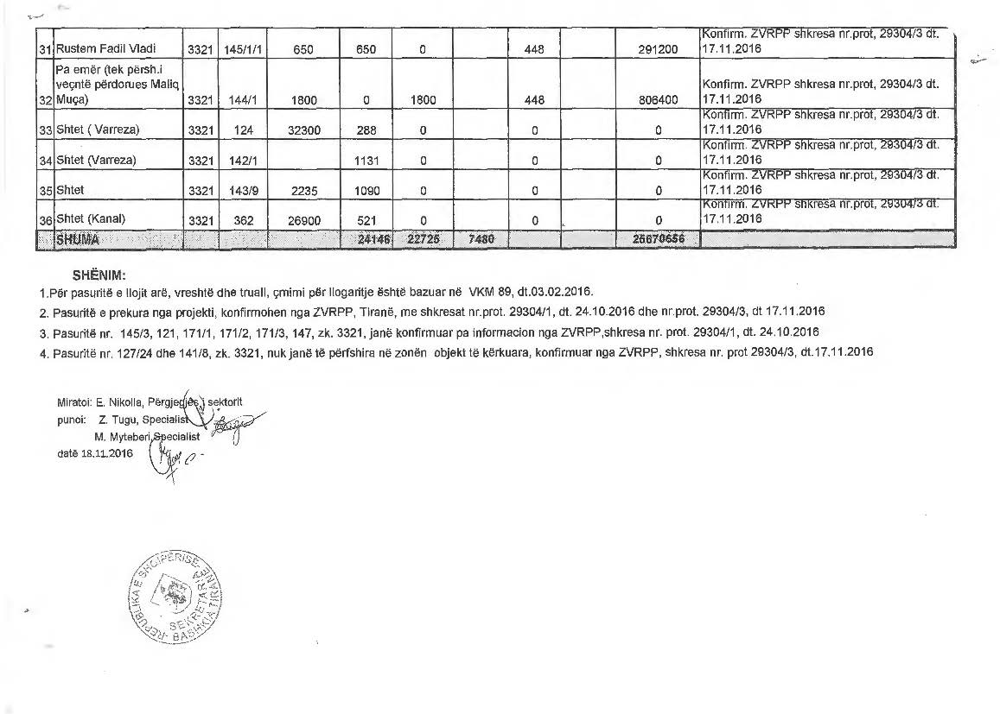 31 Rustem Fadil Vladi 3321 145/1/1 650 650 0 448 291200 Konfirm. ZVRPP shkresa nr.prot, 29304/3 dt. 17.11.2016
32 Pa emër (tek përsh.i veçntë përdorues Maliq Muça) 3321 144/1 1800 0 1800 448 806400 Konfirm. ZVRPP shkresa nr.prot, 29304/3 dt. 17.11.2016
33 Shtet ( Varreza) 3321 124 32300 288 0 0 0 Konfirm. ZVRPP shkresa nr.prot, 29304/3 dt. 17.11.2016
34 Shtet (Varreza) 3321 142/1 1131 0 0 0 Konfirm. ZVRPP shkresa nr.prot, 29304/3 dt. 17.11.2016
35 Shtet 3321 143/9 2235 1090 0 0 0 Konfirm. ZVRPP shkresa nr.prot, 29304/3 dt. 17.11.2016
36 Shtet (Kanal) 3321 362 26900 521 0 0 0 Konfirm. ZVRPP shkresa nr.prot, 29304/3 dt. 17.11.2016
SHUMA 24146 22725 7480 25670656
SHËNIM:
1.Për pasuritë e llojit arë, vreshtë dhe truall, çmimi për llogaritje është bazuar në VKM 89, dt.03.02.2016.
2. Pasuritë e prekura nga projekti, konfirmohen nga ZVRPP, Tiranë, me shkresat nr.prot. 29304/1, dt. 24.10.2016 dhe nr.prot. 29304/3, dt 17.11.2016
3. Pasuritë nr. 145/3, 121, 171/1, 171/2, 171/3, 147, zk. 3321, janë konfirmuar pa informacion nga ZVRPP,shkresa nr. prot. 29304/1, dt. 24.10.2016
4. Pasuritë nr. 127/24 dhe 141/8, zk. 3321, nuk janë të përfshira në zonën objekt të kërkuara, konfirmuar nga ZVRPP, shkresa nr. prot 29304/3, dt.17.11.2016
Miratoi: E. Nikolla, Përgjegjës i sektorit
punoi: Z. Tugu, Specialist
M. Myteberi,Specialist
datë 18.11.2016
REPUBLIKA E SHQIPERISE
BASHKIA TIRANE
SEKRETARIA